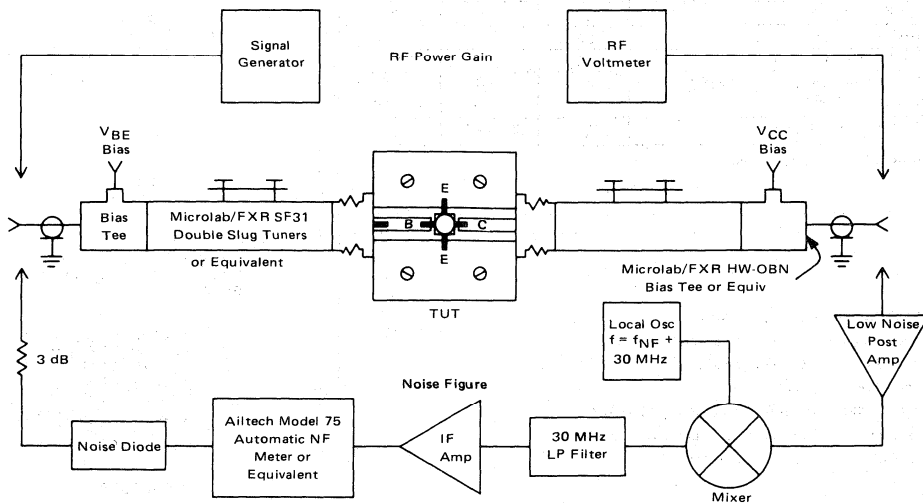 Signal
Generator
RF Power Gain
RF
Voltmeter
VBE
Bias
VCC
Bias
Bias
Tee
Microlab/FXR SF31
Double Slug Tuners
or Equivalent
E
B
C
E
TUT
Microlab/FXR HW-OBN
Bias Tee or Equiv
3 dB
Local Osc
f = fNF +
30 MHz
Low Noise
Post
Amp
Noise Figure
Noise Diode
Ailtech Model 75
Automatic NF
Meter or
Equivalent
IF
Amp
30 MHz
LP Filter
Mixer